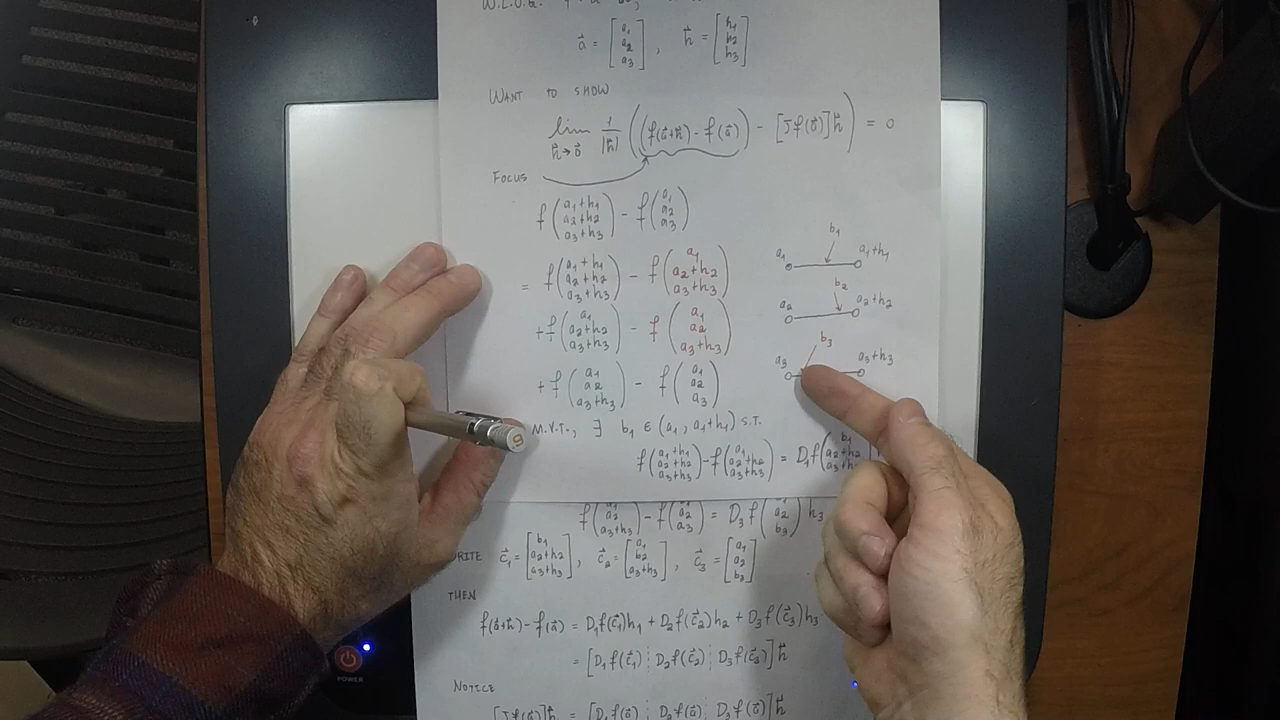 W.L.O.G.
a⃗ = [a₁ a₂ a₃], h⃗ = [h₁ h₂ h₃]
WANT TO SHOW
lim h⃗→0⃗ 1/|h⃗| ((f(a⃗+h⃗) - f(a⃗)) - [Jf(a⃗)]h⃗) = 0
FOCUS
f(a₁+h₁ a₂+h₂ a₃+h₃) - f(a₁ a₂ a₃)
= f(a₁+h₁ a₂+h₂ a₃+h₃) - f(a₁ a₂+h₂ a₃+h₃)
+f(a₁ a₂+h₂ a₃+h₃) - f(a₁ a₂ a₃+h₃)
+f(a₁ a₂ a₃+h₃) - f(a₁ a₂ a₃)
b₁
a₁ a₁+h₁
b₂
a₂ a₂+h₂
b₃
a₃ a₃+h₃
M.V.T., ∃ b₁ ∈ (a₁, a₁+h₁) S.T.
f(a₁+h₁ a₂+h₂ a₃+h₃) - f(a₁ a₂+h₂ a₃+h₃) = D₁f(b₁ a₂+h₂ a₃+h
f(a₁ a₂ a₃+h₃) - f(a₁ a₂ a₃) = D₃f(a₁ a₂ b₃) h₃
RITE c⃗₁ = [b₁ a₂+h₂ a₃+h₃], c⃗₂ = [a₁ b₂ a₃+h₃], c⃗₃ = [a₁ a₂ b₃]
THEN
f(a⃗+h⃗) - f(a⃗) = D₁f(c⃗₁)h₁ + D₂f(c⃗₂)h₂ + D₃f(c⃗₃)h₃
= [D₁f(c⃗₁) ⋮ D₂f(c⃗₂) ⋮ D₃f(c⃗₃)]h⃗
NOTICE
[Jf(a⃗)]h⃗ = [D₁f(a⃗) ⋮ D₂f(a⃗) ⋮ D₃f(a⃗)]h⃗
POWER
9